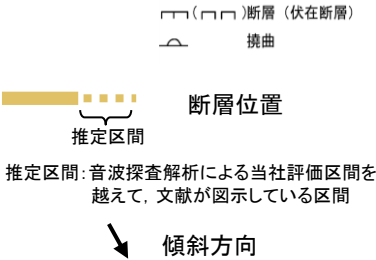 ( )断層（伏在断層）
撓曲
断層位置
推定区間
推定区間：音波探査解析による当社評価区間を
越えて，文献が図示している区間
傾斜方向